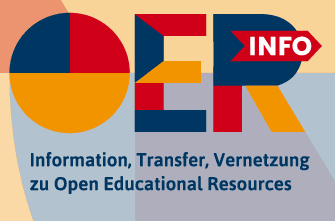 OER INFO
Information, Transfer, Vernetzung
zu Open Educational Resources